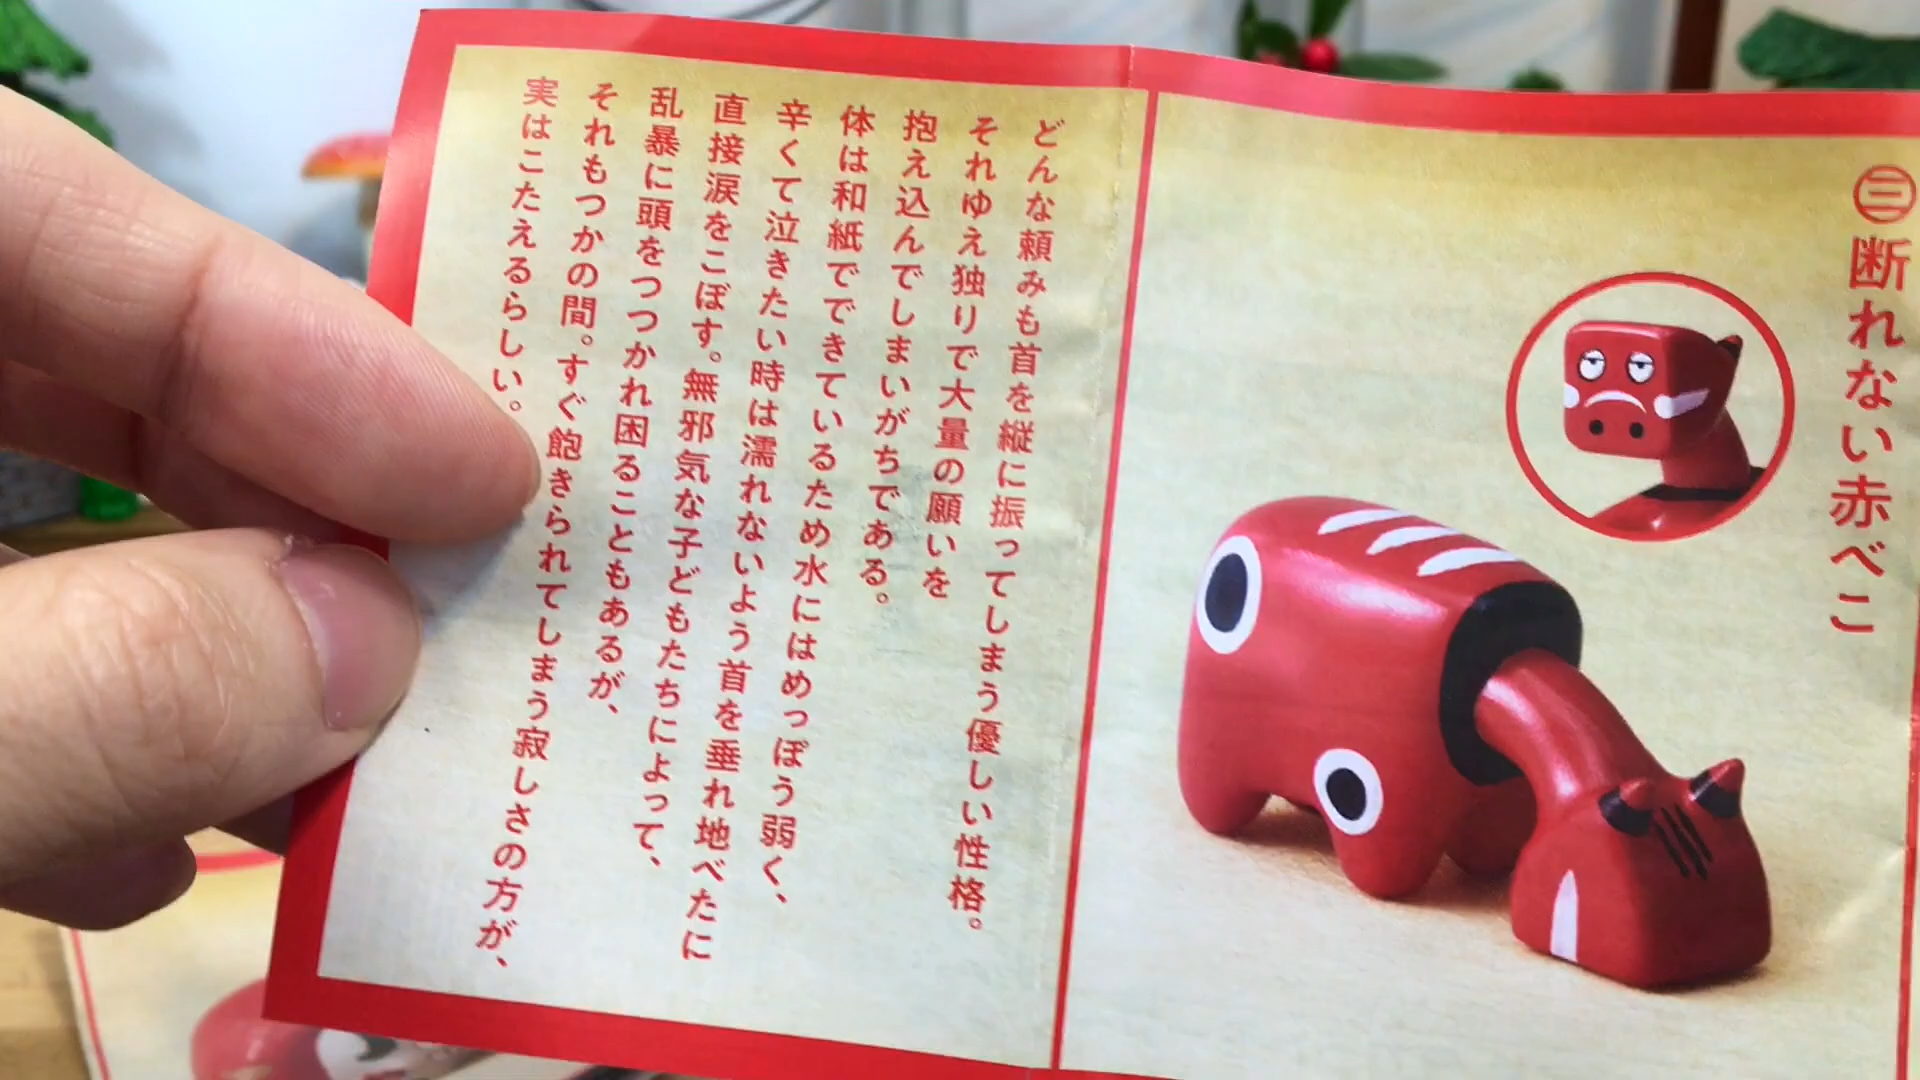 ㊂断れない赤べこ
どんな頼みも首を縦に振ってしまう優しい性格。
それゆえ独りで大量の願いを
抱え込んでしまいがちである。
体は和紙でできているため水にはめっぽう弱く、
辛くて泣きたい時は濡れないよう首を垂れ地べたに
直接涙をこぼす。無邪気な子どもたちによって、
乱暴に頭をつつかれ困ることもあるが、
それもつかの間。すぐ飽きられてしまう寂しさの方が、
実はこたえるらしい。